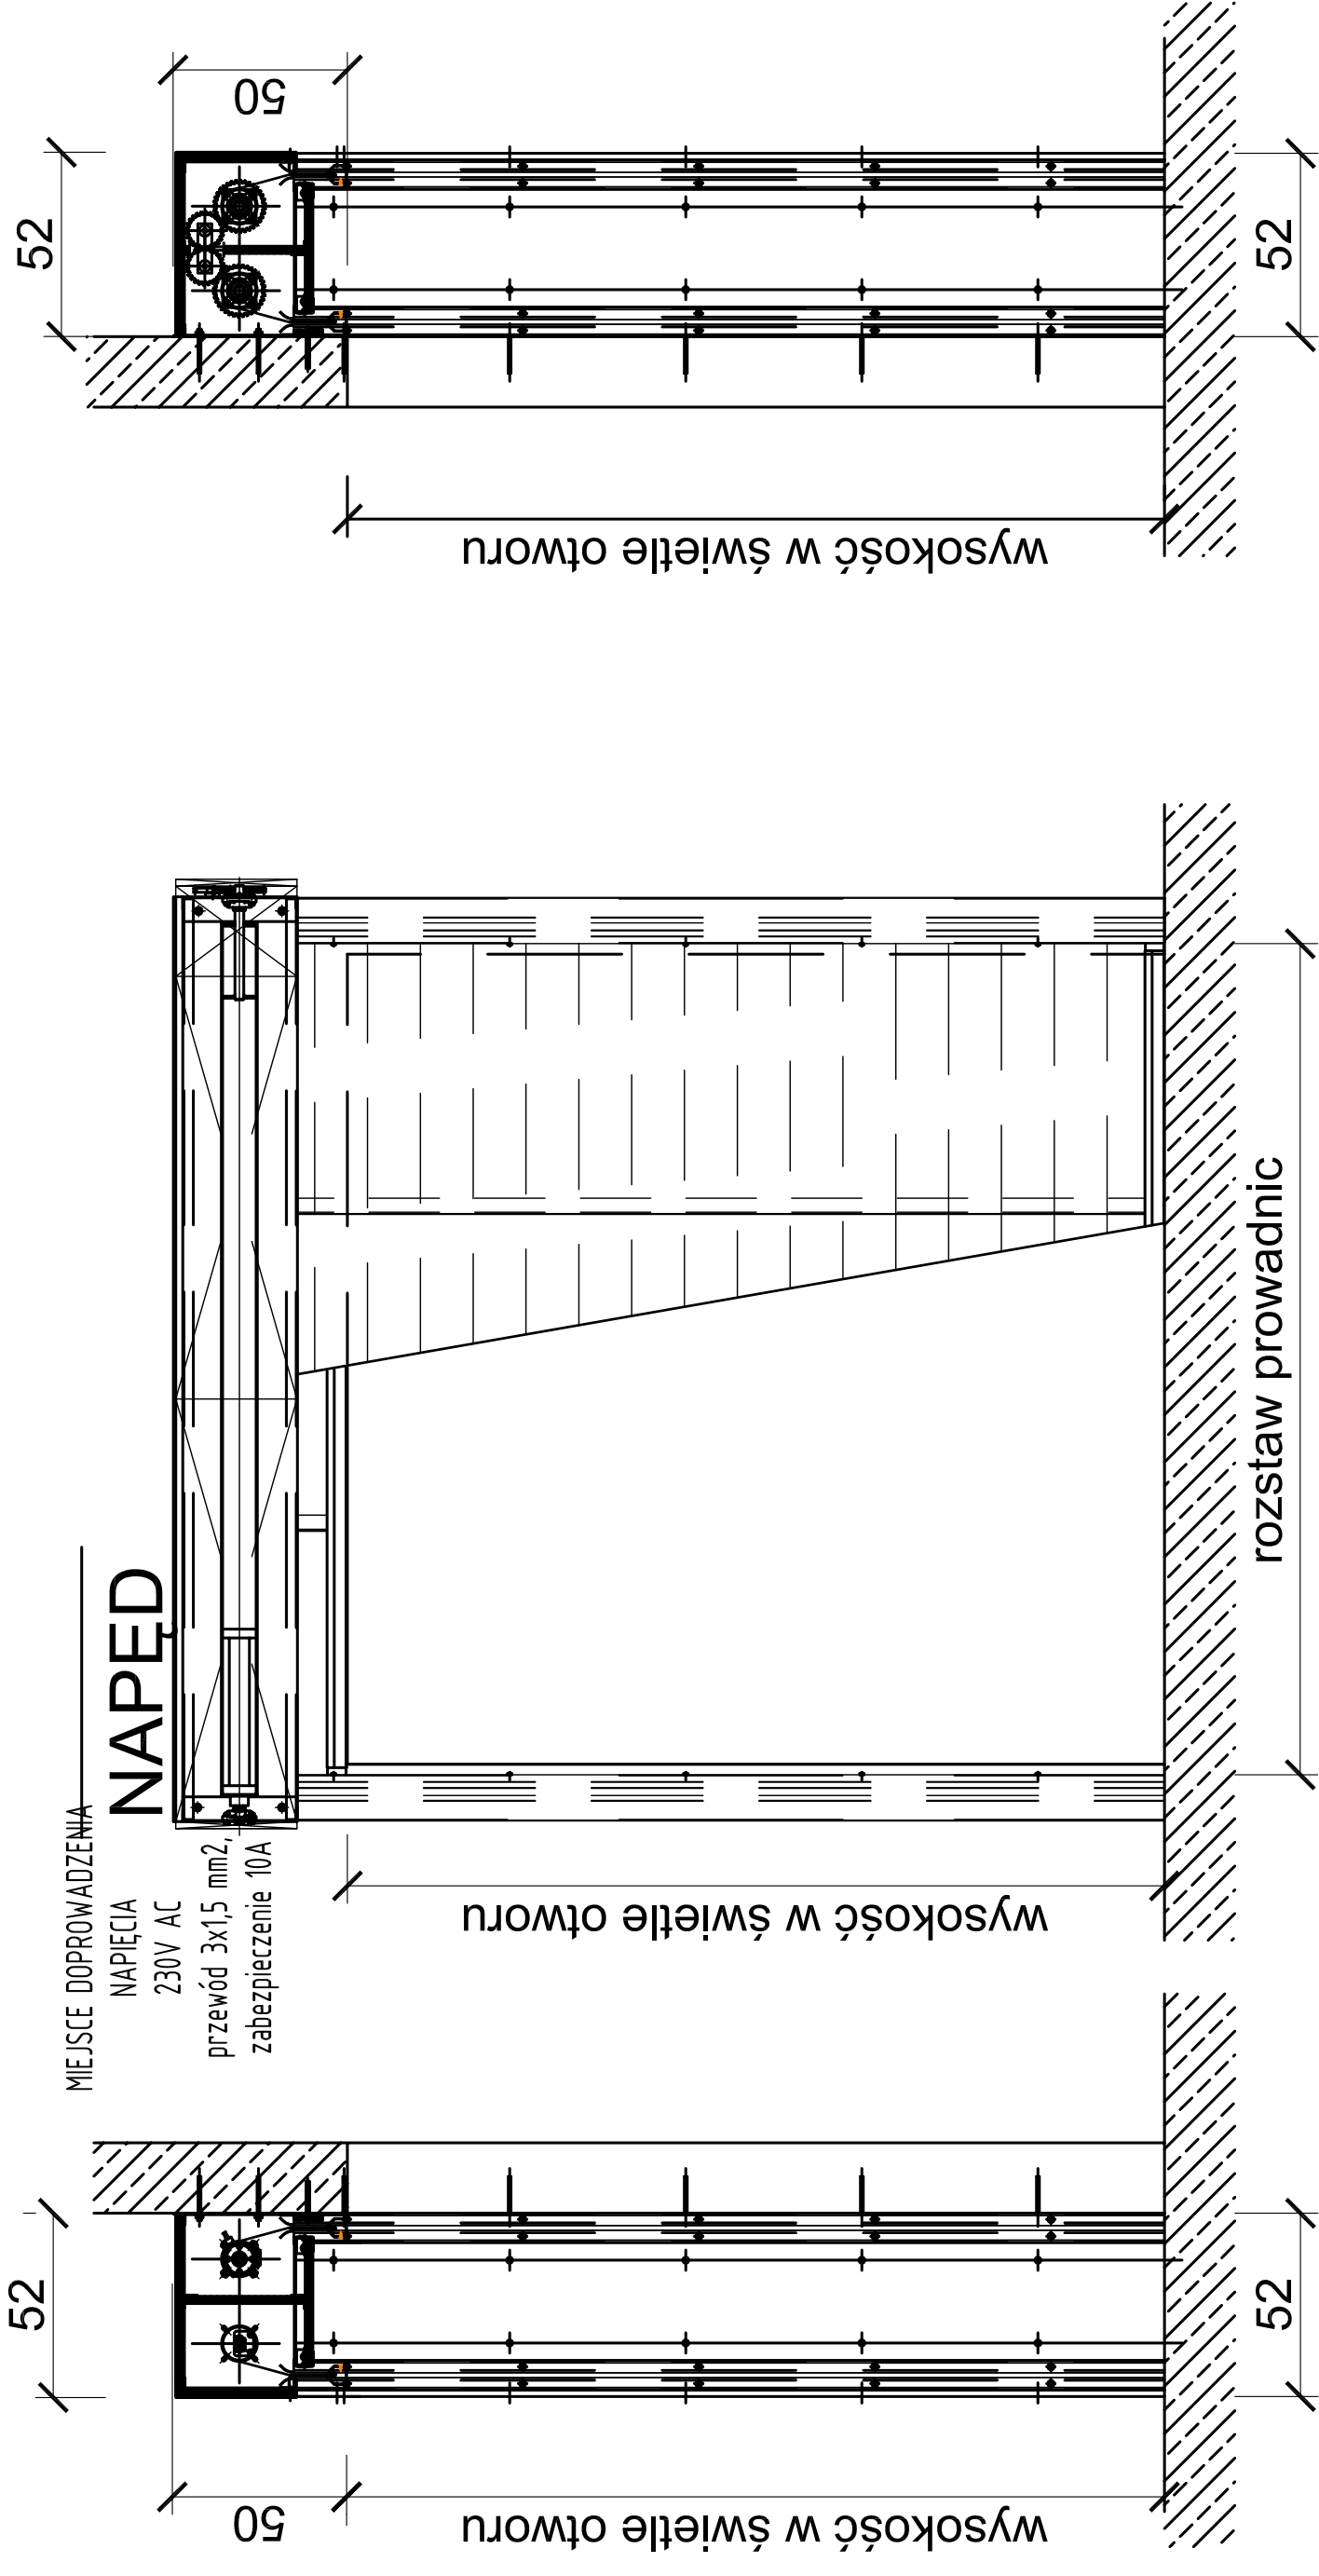 52
MIEJSCE DOPROWADZENIA
NAPIĘCIA
230V AC
przewód 3x1,5 mm2,
zabezpieczenie 10A
NAPĘD
52
50
50
wysokość w świetle otworu
wysokość w świetle otworu
wysokość w świetle otworu
52
rozstaw prowadnic
52